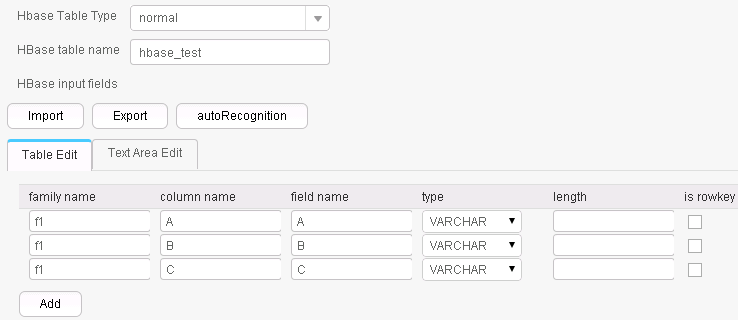 Hbase Table Type normal
HBase table name hbase_test
HBase input fields
Import Export autoRecognition
Table Edit Text Area Edit
family name column name field name type length is rowkey
f1 A A VARCHAR
f1 B B VARCHAR
f1 C C VARCHAR
Add